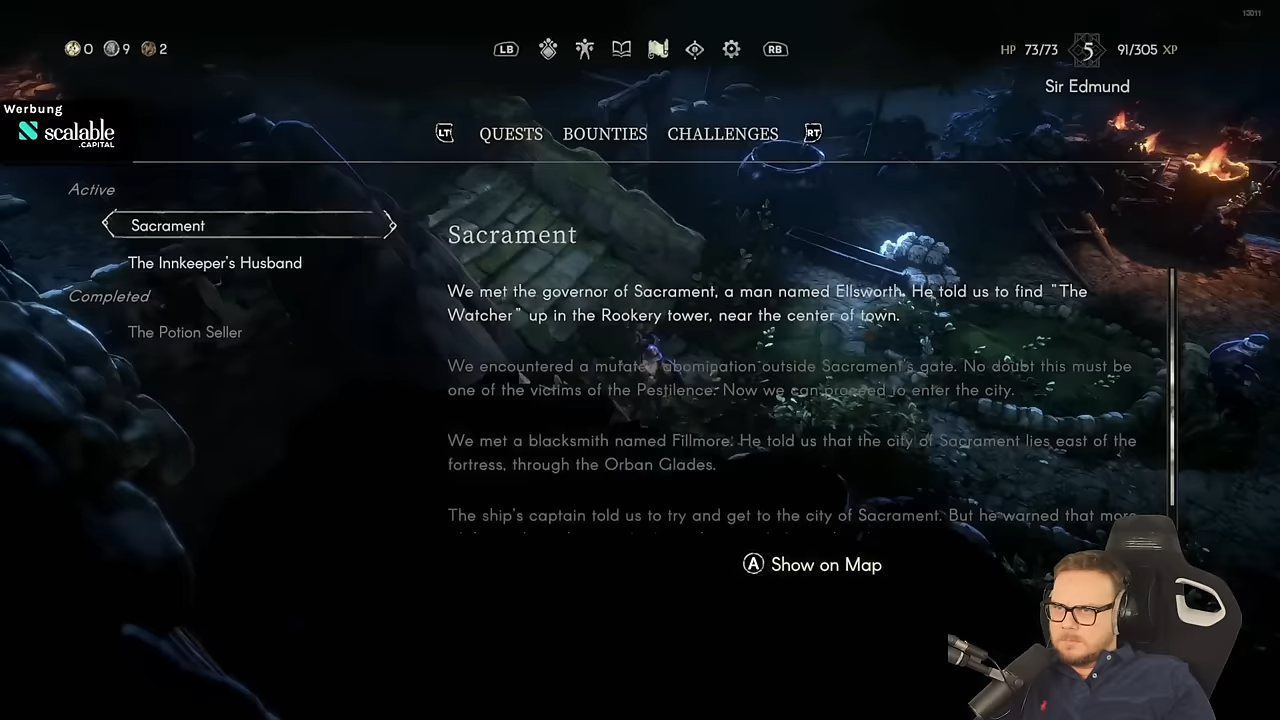 13011
0 9 2
LB
RB
HP 73/73 5 91/305 XP
Sir Edmund
Werbung
scalable
.CAPITAL
LT QUESTS BOUNTIES CHALLENGES RT
Active
Sacrament
The Innkeeper's Husband
Completed
The Potion Seller
Sacrament
We met the governor of Sacrament, a man named Ellsworth. He told us to find "The
Watcher" up in the Rookery tower, near the center of town.
We encountered a mutated abomination outside Sacrament's gate. No doubt this must be
one of the victims of the Pestilence. Now we can proceed to enter the city.
We met a blacksmith named Fillmore. He told us that the city of Sacrament lies east of the
fortress, through the Orban Glades.
The ship's captain told us to try and get to the city of Sacrament. But he warned that more
A Show on Map